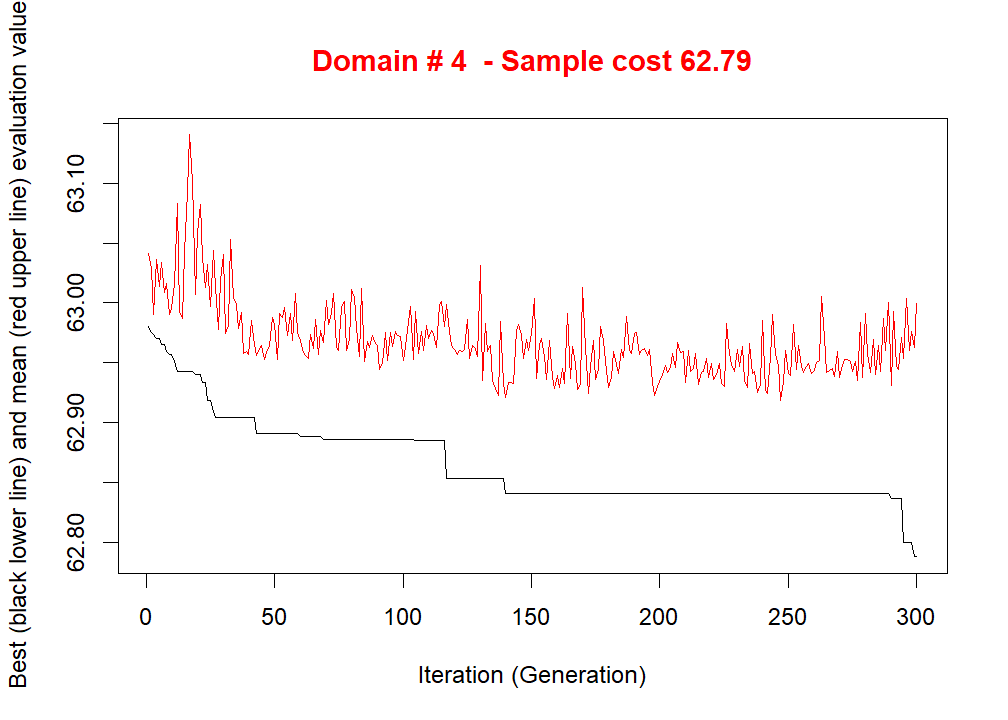 Domain # 4  - Sample cost 62.79
Best (black lower line) and mean (red upper line) evaluation value
63.10
63.00
62.90
62.80
0 50 100 150 200 250 300
Iteration (Generation)